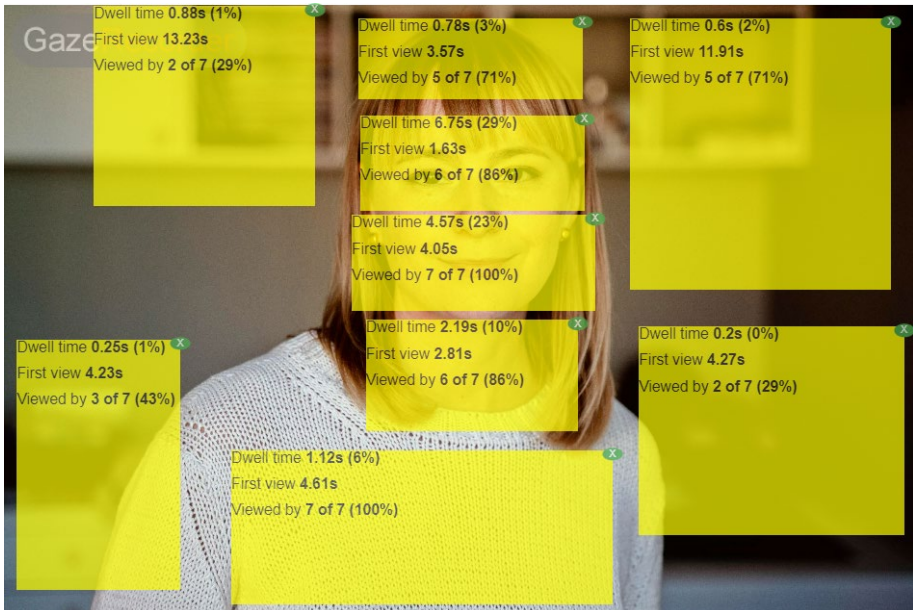 Gaze
Dwell time 0.88s (1%)
First view 13.23s
Viewed by 2 of 7 (29%)
X
Dwell time 0.78s (3%)
First view 3.57s
Viewed by 5 of 7 (71%)
X
Dwell time 0.6s (2%)
First view 11.91s
Viewed by 5 of 7 (71%)
X
Dwell time 6.75s (29%)
First view 1.63s
Viewed by 6 of 7 (86%)
X
Dwell time 4.57s (23%)
First view 4.05s
Viewed by 7 of 7 (100%)
X
Dwell time 2.19s (10%)
First view 2.81s
Viewed by 6 of 7 (86%)
X
Dwell time 0.25s (1%)
First view 4.23s
Viewed by 3 of 7 (43%)
X
Dwell time 0.2s (0%)
First view 4.27s
Viewed by 2 of 7 (29%)
X
Dwell time 1.12s (6%)
First view 4.61s
Viewed by 7 of 7 (100%)
X